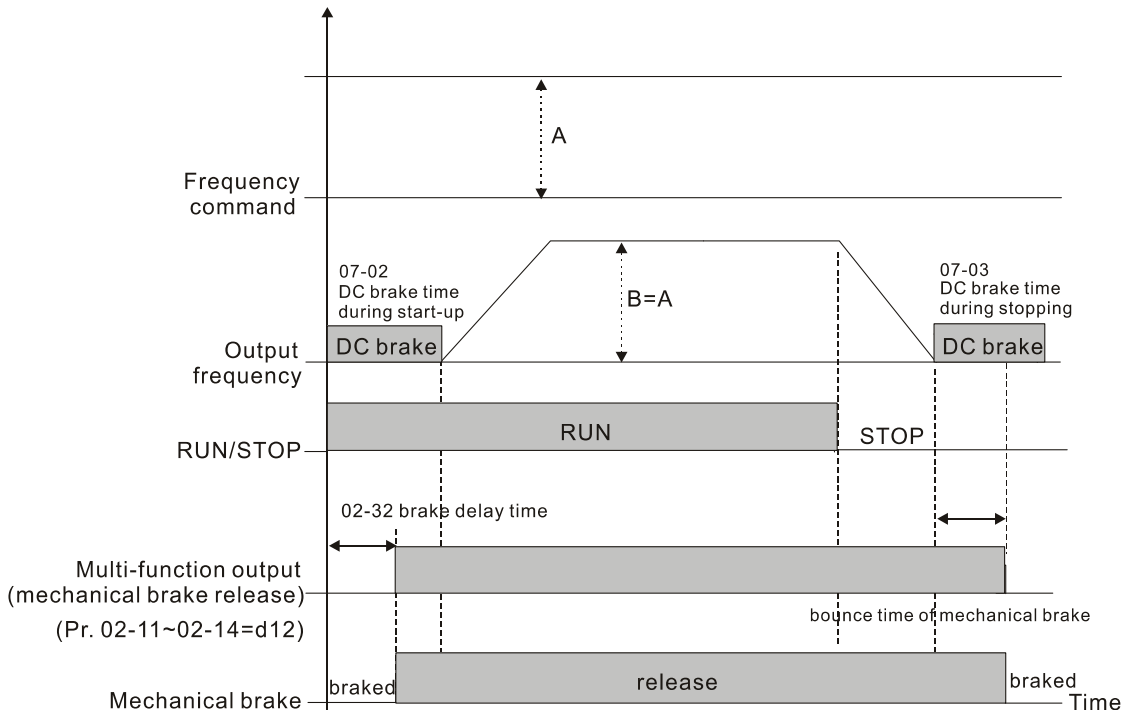 A
Frequency
command
07-02
DC brake time
during start-up
B=A
07-03
DC brake time
during stopping
DC brake
DC brake
Output
frequency
RUN
STOP
RUN/STOP
02-32 brake delay time
Multi-function output
(mechanical brake release)
(Pr. 02-11~02-14=d12)
bounce time of mechanical brake
braked
release
braked
Mechanical brake
Time